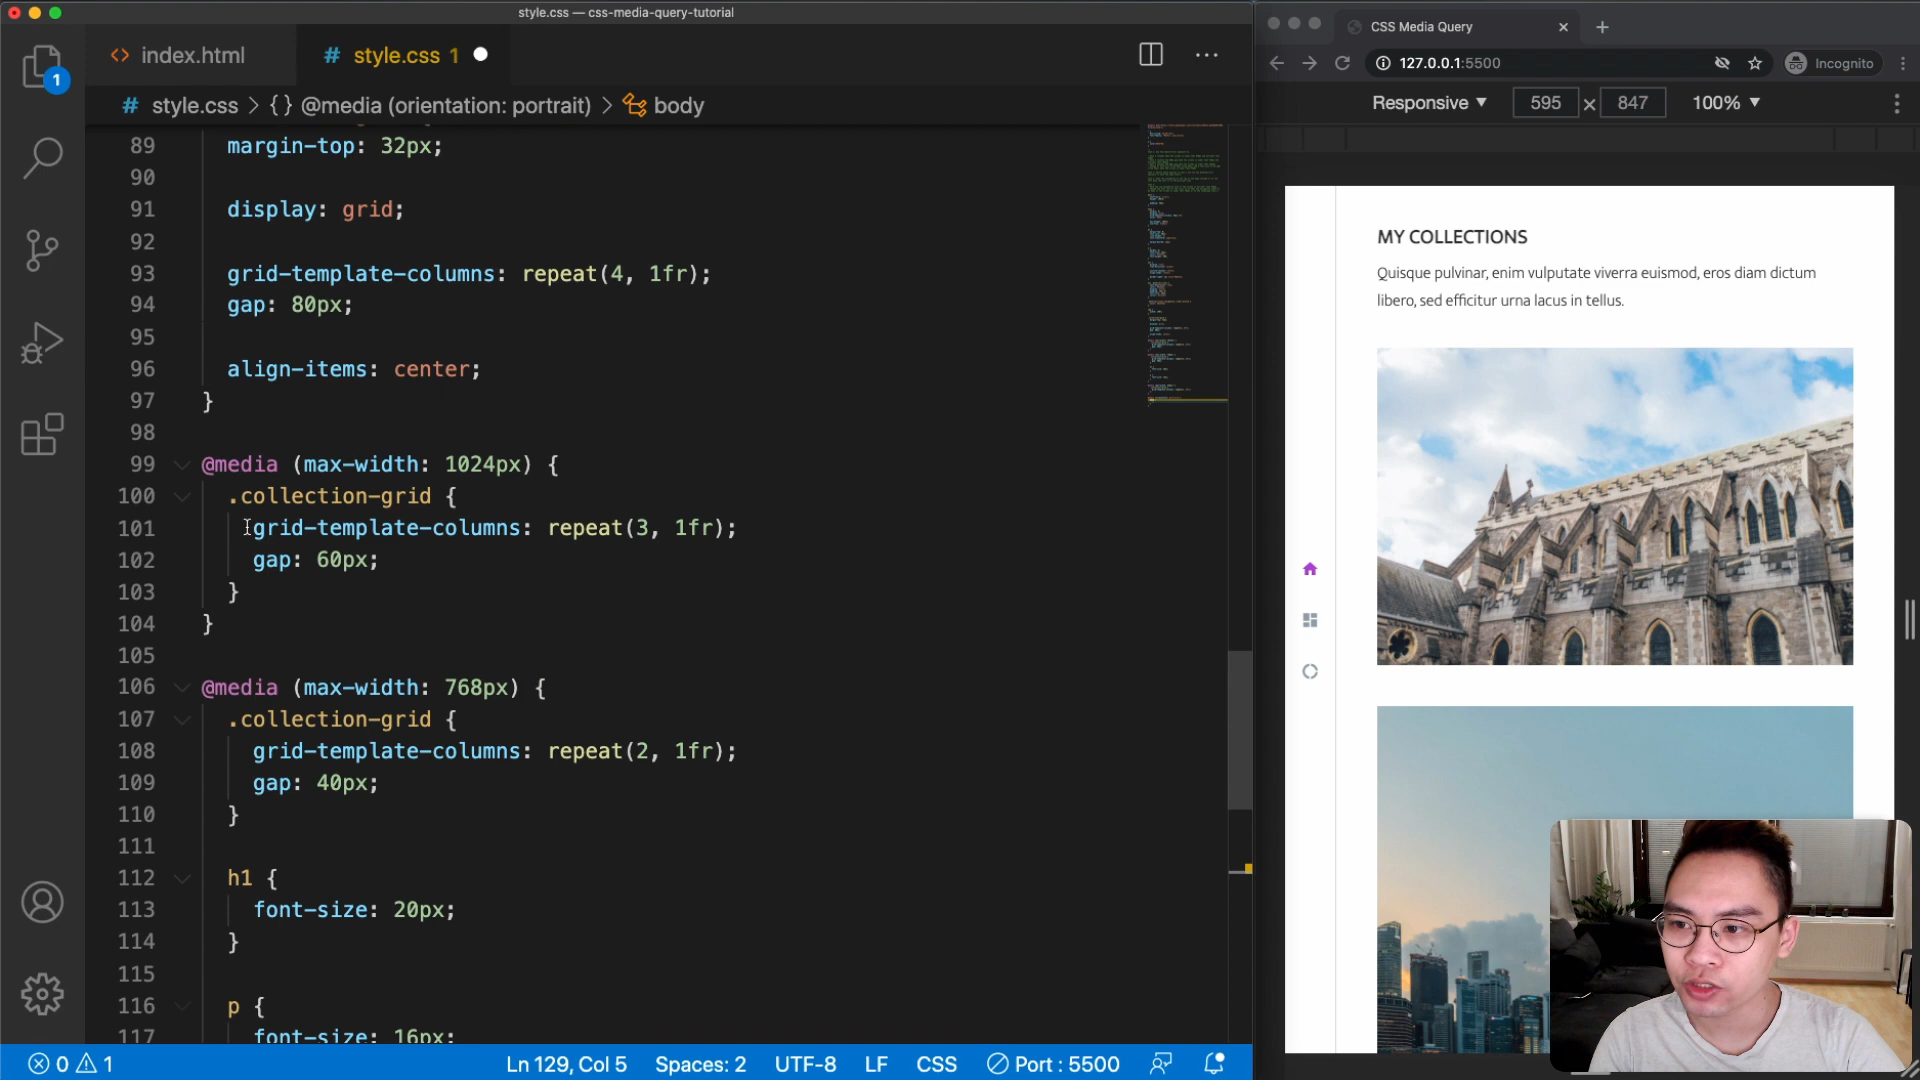 style.css — css-media-query-tutorial
index.html
# style.css 1
# style.css > {} @media (orientation: portrait) > body
89 margin-top: 32px;
90
91 display: grid;
92
93 grid-template-columns: repeat(4, 1fr);
94 gap: 80px;
95
96 align-items: center;
97 }
98
99 @media (max-width: 1024px) {
100 .collection-grid {
101 grid-template-columns: repeat(3, 1fr);
102 gap: 60px;
103 }
104 }
105
106 @media (max-width: 768px) {
107 .collection-grid {
108 grid-template-columns: repeat(2, 1fr);
109 gap: 40px;
110 }
111
112 h1 {
113 font-size: 20px;
114 }
115
116 p {
117 font-size: 16px;
1
0 1
Ln 129, Col 5 Spaces: 2 UTF-8 LF CSS Port : 5500
CSS Media Query
127.0.0.1:5500
Incognito
Responsive 595 × 847 100%
MY COLLECTIONS
Quisque pulvinar, enim vulputate viverra euismod, eros diam dictum
libero, sed efficitur urna lacus in tellus.